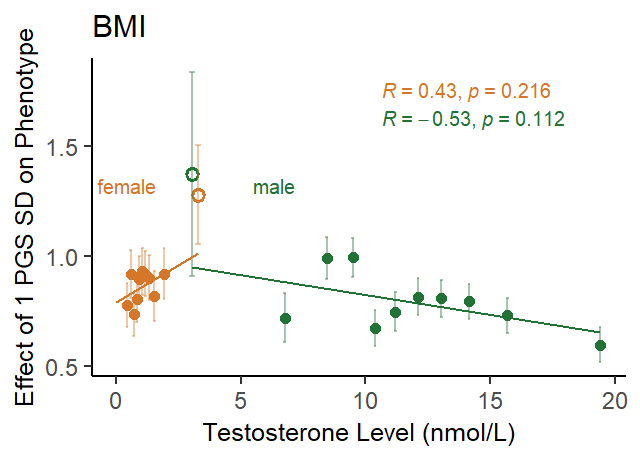 BMI
Effect of 1 PGS SD on Phenotype
R = 0.43, p = 0.216
R = −0.53, p = 0.112
1.5
female
male
1.0
0.5
0 5 10 15 20
Testosterone Level (nmol/L)